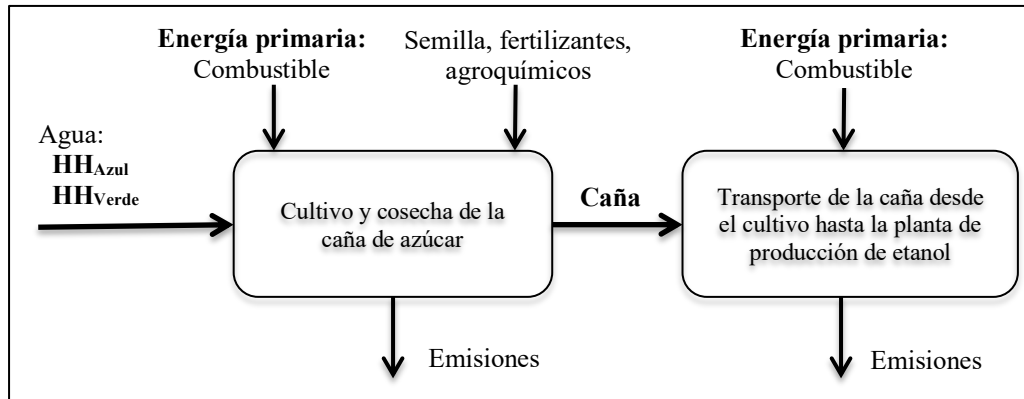 Energía primaria:
Combustible
Semilla, fertilizantes,
agroquímicos
Energía primaria:
Combustible
Agua:
HHAzul
HHVerde
Cultivo y cosecha de la
caña de azúcar
Caña
Transporte de la caña desde
el cultivo hasta la planta de
producción de etanol
Emisiones
Emisiones